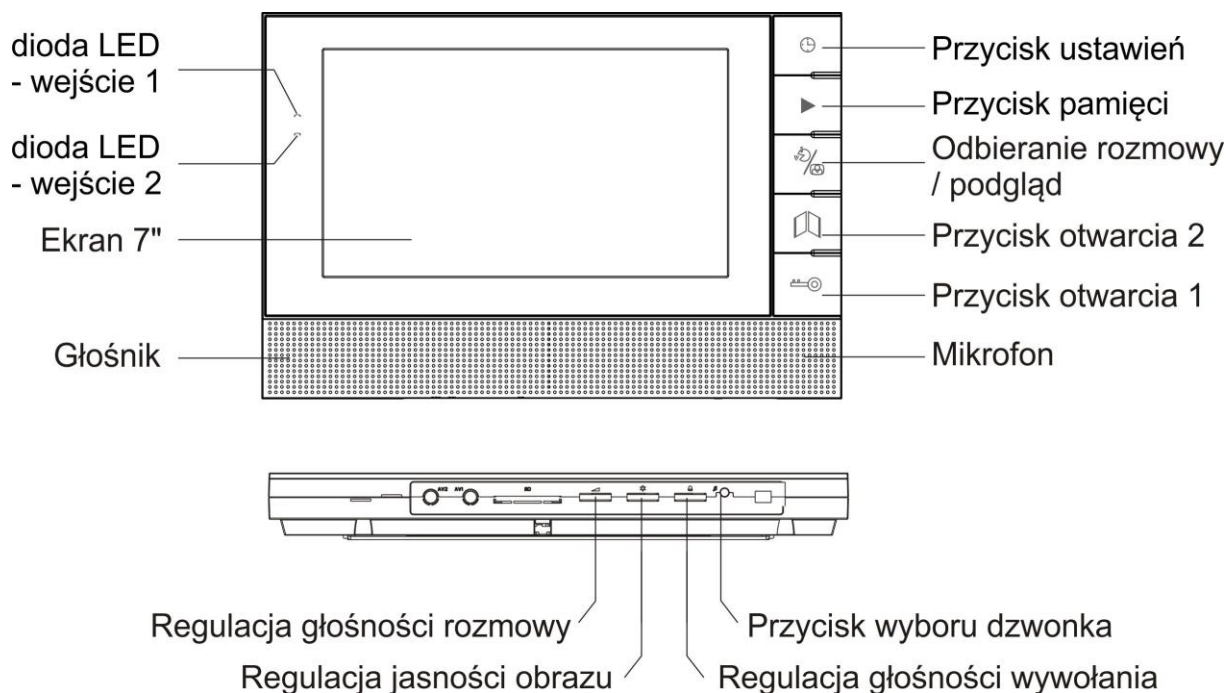 dioda LED
- wejście 1
dioda LED
- wejście 2
Ekran 7"
Głośnik
Przycisk ustawień
Przycisk pamięci
Odbieranie rozmowy
/ podgląd
Przycisk otwarcia 2
Przycisk otwarcia 1
Mikrofon
AV2 AV1 SD
Regulacja głośności rozmowy
Przycisk wyboru dzwonka
Regulacja jasności obrazu
Regulacja głośności wywołania